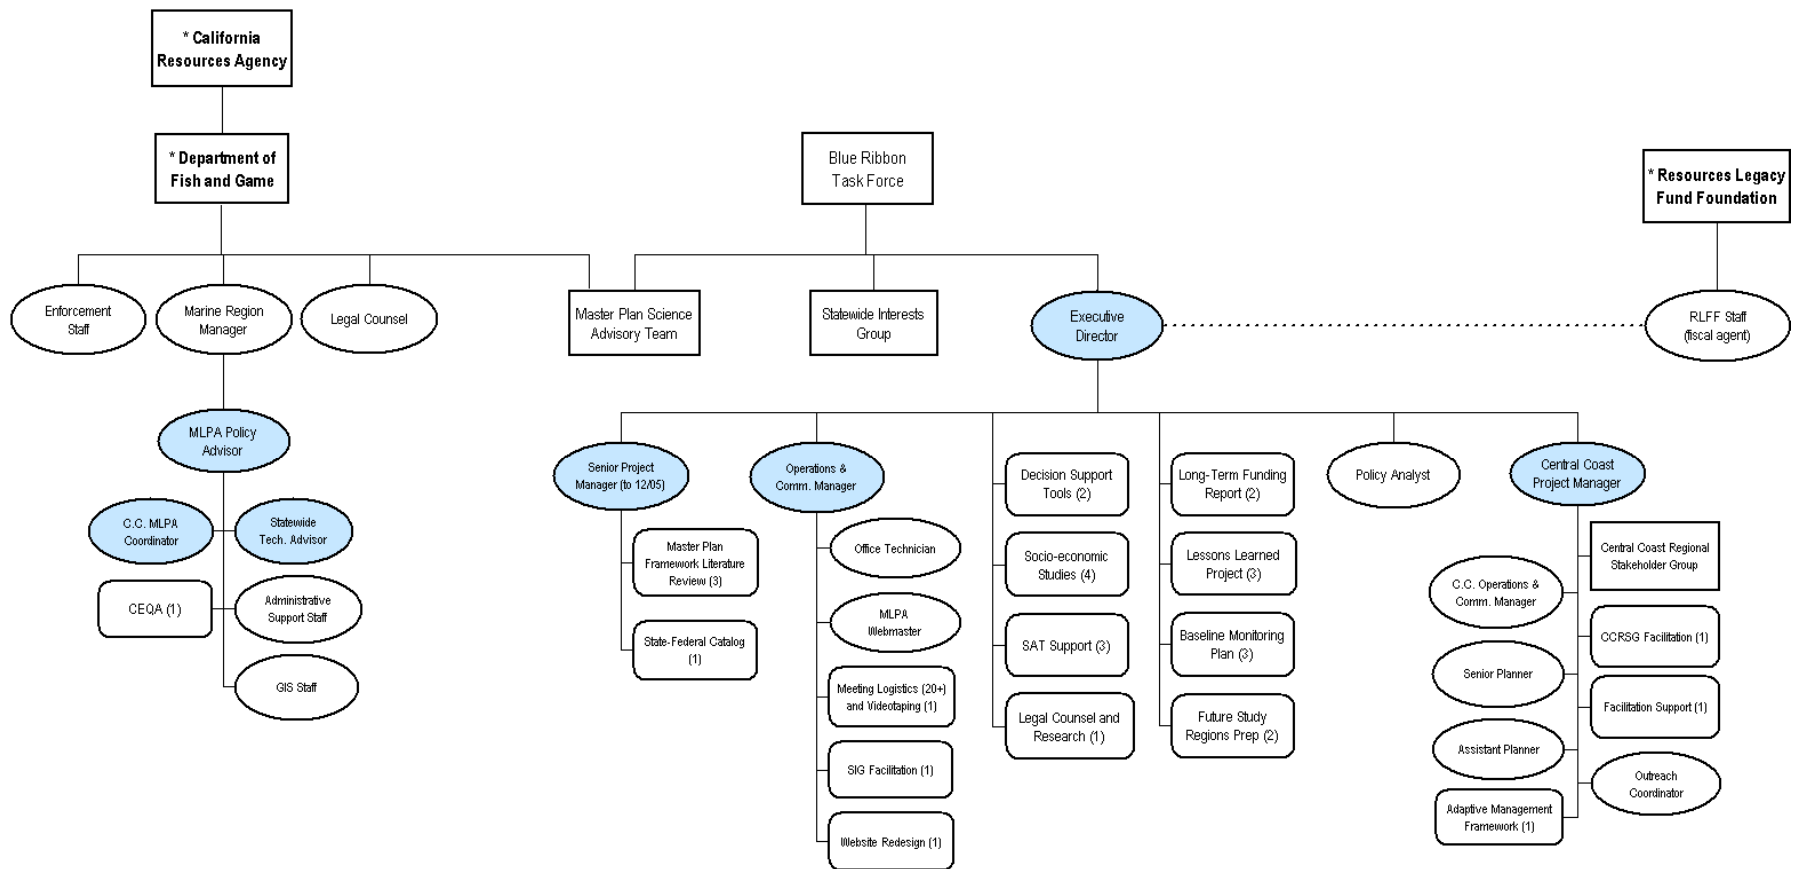 * California
Resources Agency
* Department of
Fish and Game
Blue Ribbon
Task Force
* Resources Legacy
Fund Foundation
Enforcement
Staff
Marine Region
Manager
Legal Counsel
Master Plan Science
Advisory Team
Statewide Interests
Group
Executive
Director
RLFF Staff
(fiscal agent)
MLPA Policy
Advisor
C.C. MLPA
Coordinator
Statewide
Tech. Advisor
CEQA (1)
Administrative
Support Staff
GIS Staff
Senior Project
Manager (to 12/05)
Master Plan
Framework Literature
Review (3)
State-Federal Catalog
(1)
Operations &
Comm. Manager
Office Technician
MLPA
Webmaster
Meeting Logistics (20+)
and Videotaping (1)
SIG Facilitation (1)
Website Redesign (1)
Decision Support
Tools (2)
Socio-economic
Studies (4)
SAT Support (3)
Legal Counsel and
Research (1)
Long-Term Funding
Report (2)
Lessons Learned
Project (3)
Baseline Monitoring
Plan (3)
Future Study
Regions Prep (2)
Policy Analyst
Central Coast
Project Manager
Central Coast Regional
Stakeholder Group
C.C. Operations &
Comm. Manager
CCRSG Facilitation (1)
Senior Planner
Facilitation Support (1)
Assistant Planner
Outreach
Coordinator
Adaptive Management
Framework (1)